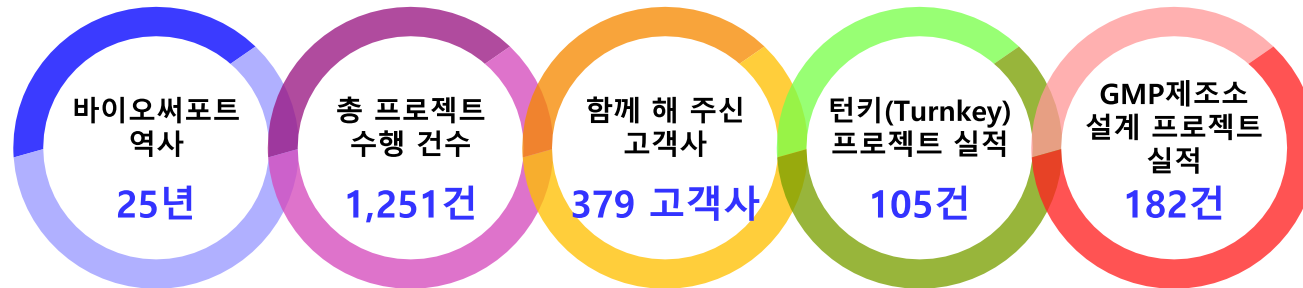 바이오써포트
역사
25년
총 프로젝트
수행 건수
1,251건
함께 해 주신
고객사
379 고객사
턴키(Turnkey)
프로젝트 실적
105건
GMP제조소
설계 프로젝트
실적
182건